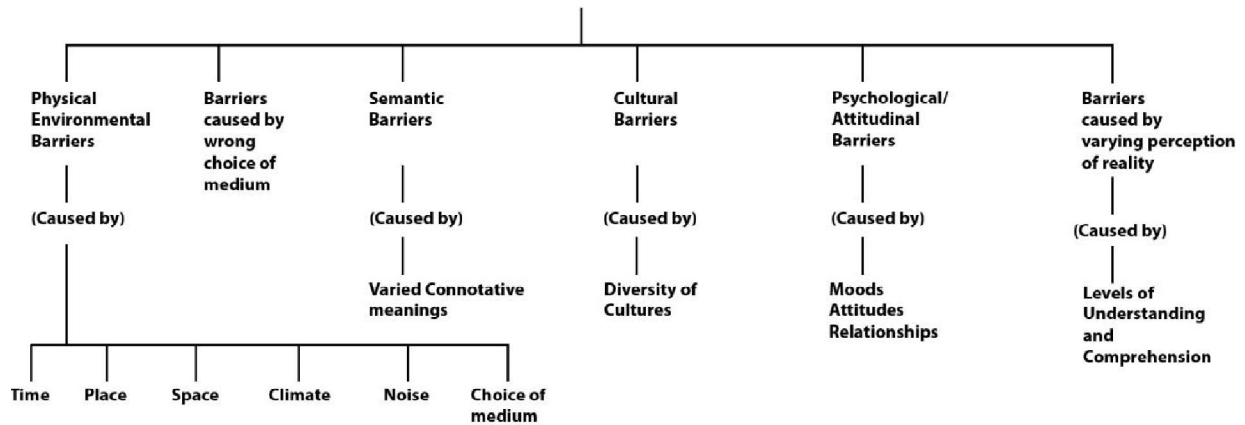 Physical
Environmental
Barriers
Barriers
caused by
wrong
choice of
medium
Semantic
Barriers
Cultural
Barriers
Psychological/
Attitudinal
Barriers
Barriers
caused by
varying perception
of reality
(Caused by)
(Caused by)
(Caused by)
(Caused by)
(Caused by)
Varied Connotative
meanings
Diversity of
Cultures
Moods
Attitudes
Relationships
Levels of
Understanding
and
Comprehension
Time
Place
Space
Climate
Noise
Choice of
medium